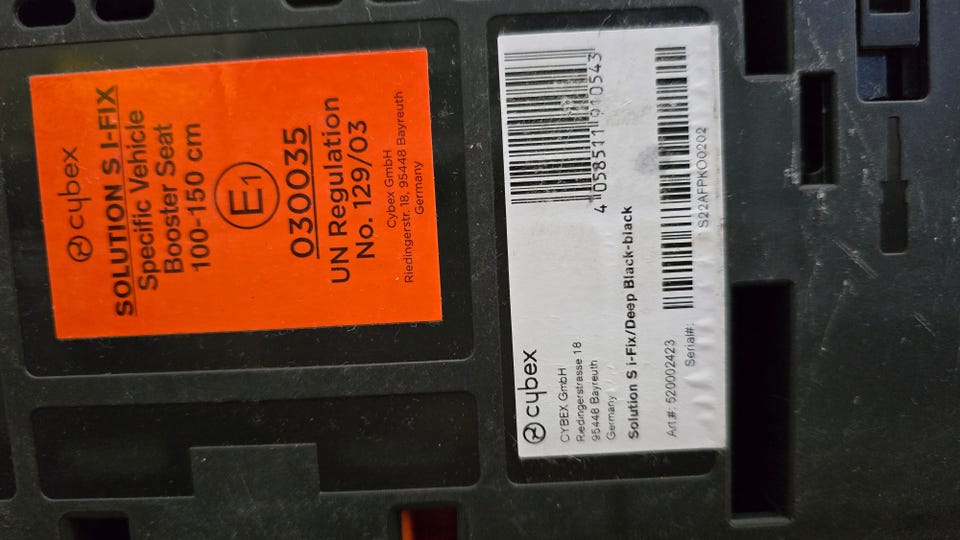 cybex
SOLUTION S I-FIX
Specific Vehicle
Booster Seat
100-150 cm
E1
030035
UN Regulation
No. 129/03
Cybex GmbH
Riedingerstr. 18, 95448 Bayreuth
Germany
cybex
CYBEX GmbH
Riedingerstrasse 18
95448 Bayreuth
Germany
Solution S i-Fix/Deep Black-black
Art.#: 520002423
Serial#:
S22AFPKO0202
4 058511 910543